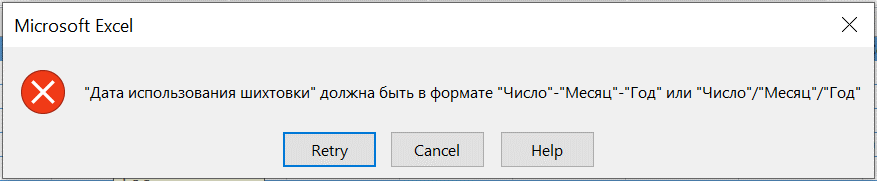 Microsoft Excel
"Дата использования шихтовки" должна быть в формате "Число"-"Месяц"-"Год" или "Число"/"Месяц"/"Год"
Retry Cancel Help